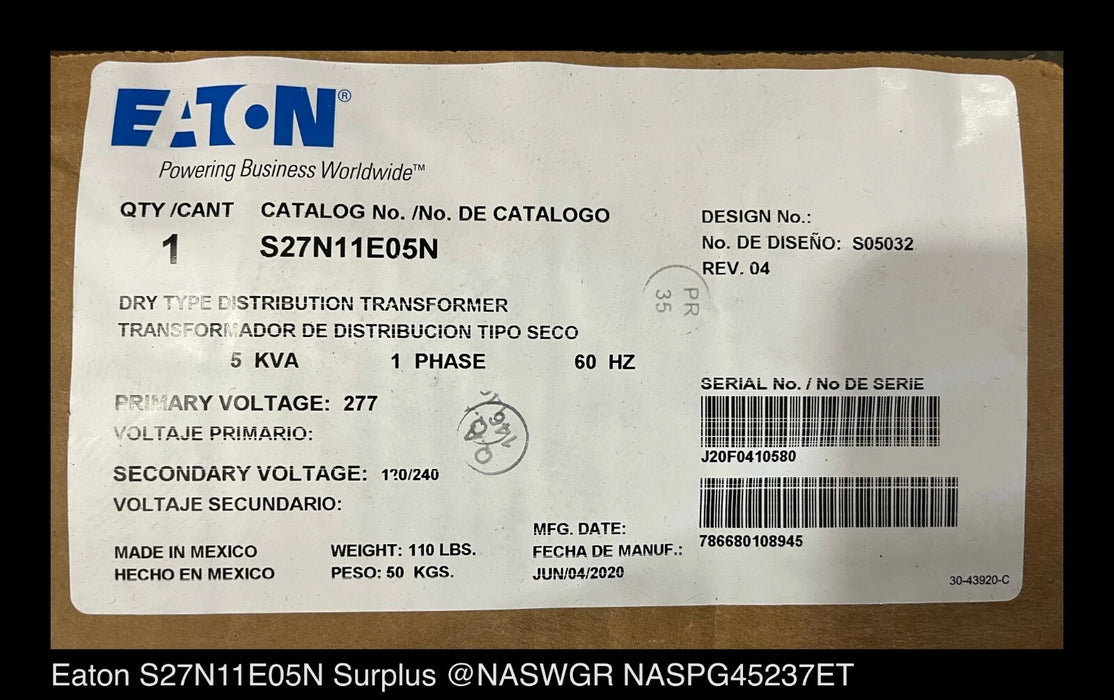 EATON®
Powering Business Worldwide™
QTY /CANT CATALOG No. /No. DE CATALOGO
1 S27N11E05N
DESIGN No.:
No. DE DISEÑO: S05032
REV. 04
PR
35
DRY TYPE DISTRIBUTION TRANSFORMER
TRANSFORMADOR DE DISTRIBUCION TIPO SECO
5 KVA 1 PHASE 60 HZ
PRIMARY VOLTAGE: 277
VOLTAJE PRIMARIO:
SECONDARY VOLTAGE: 120/240
VOLTAJE SECUNDARIO:
SERIAL No. / No DE SERIE
J20F0410580
786680108945
MADE IN MEXICO
HECHO EN MEXICO
WEIGHT: 110 LBS.
PESO: 50 KGS.
MFG. DATE:
FECHA DE MANUF.:
JUN/04/2020
30-43920-C
Eaton S27N11E05N Surplus @NASWGR NASPG45237ET